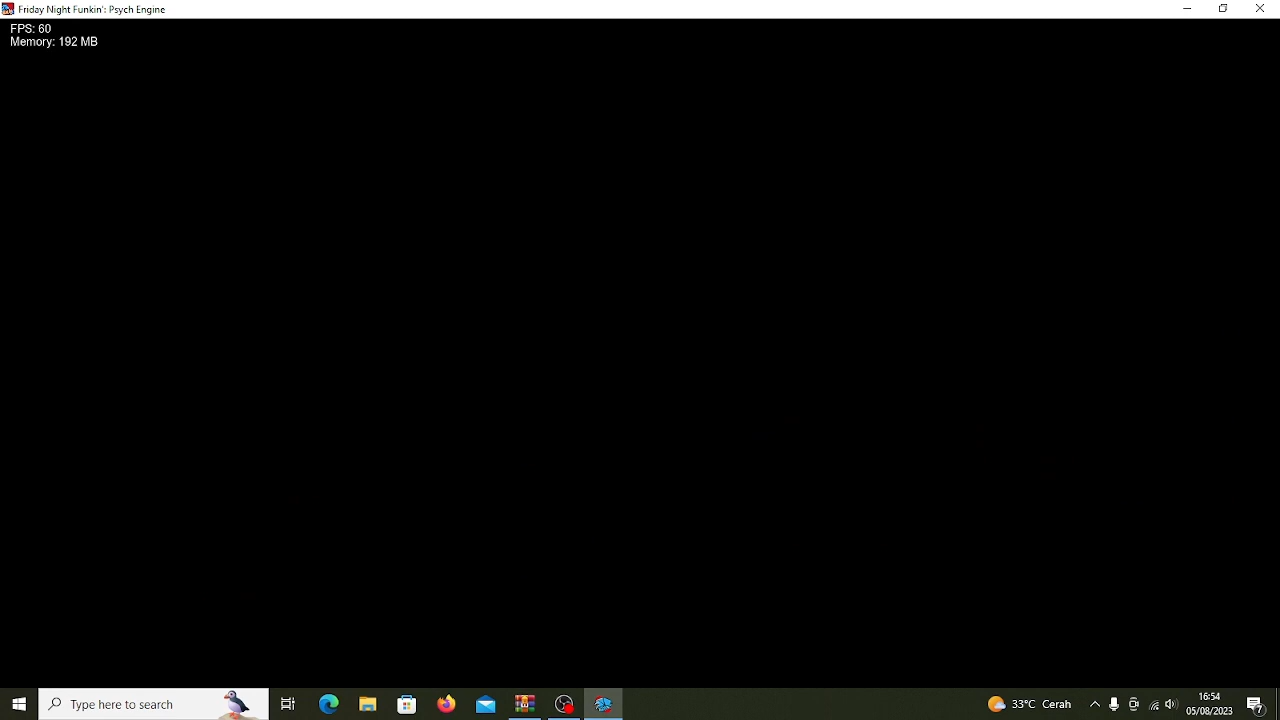 Friday Night Funkin': Psych Engine
FPS: 60
Memory: 192 MB
Type here to search
33°C Cerah
16:54
05/08/2023
7